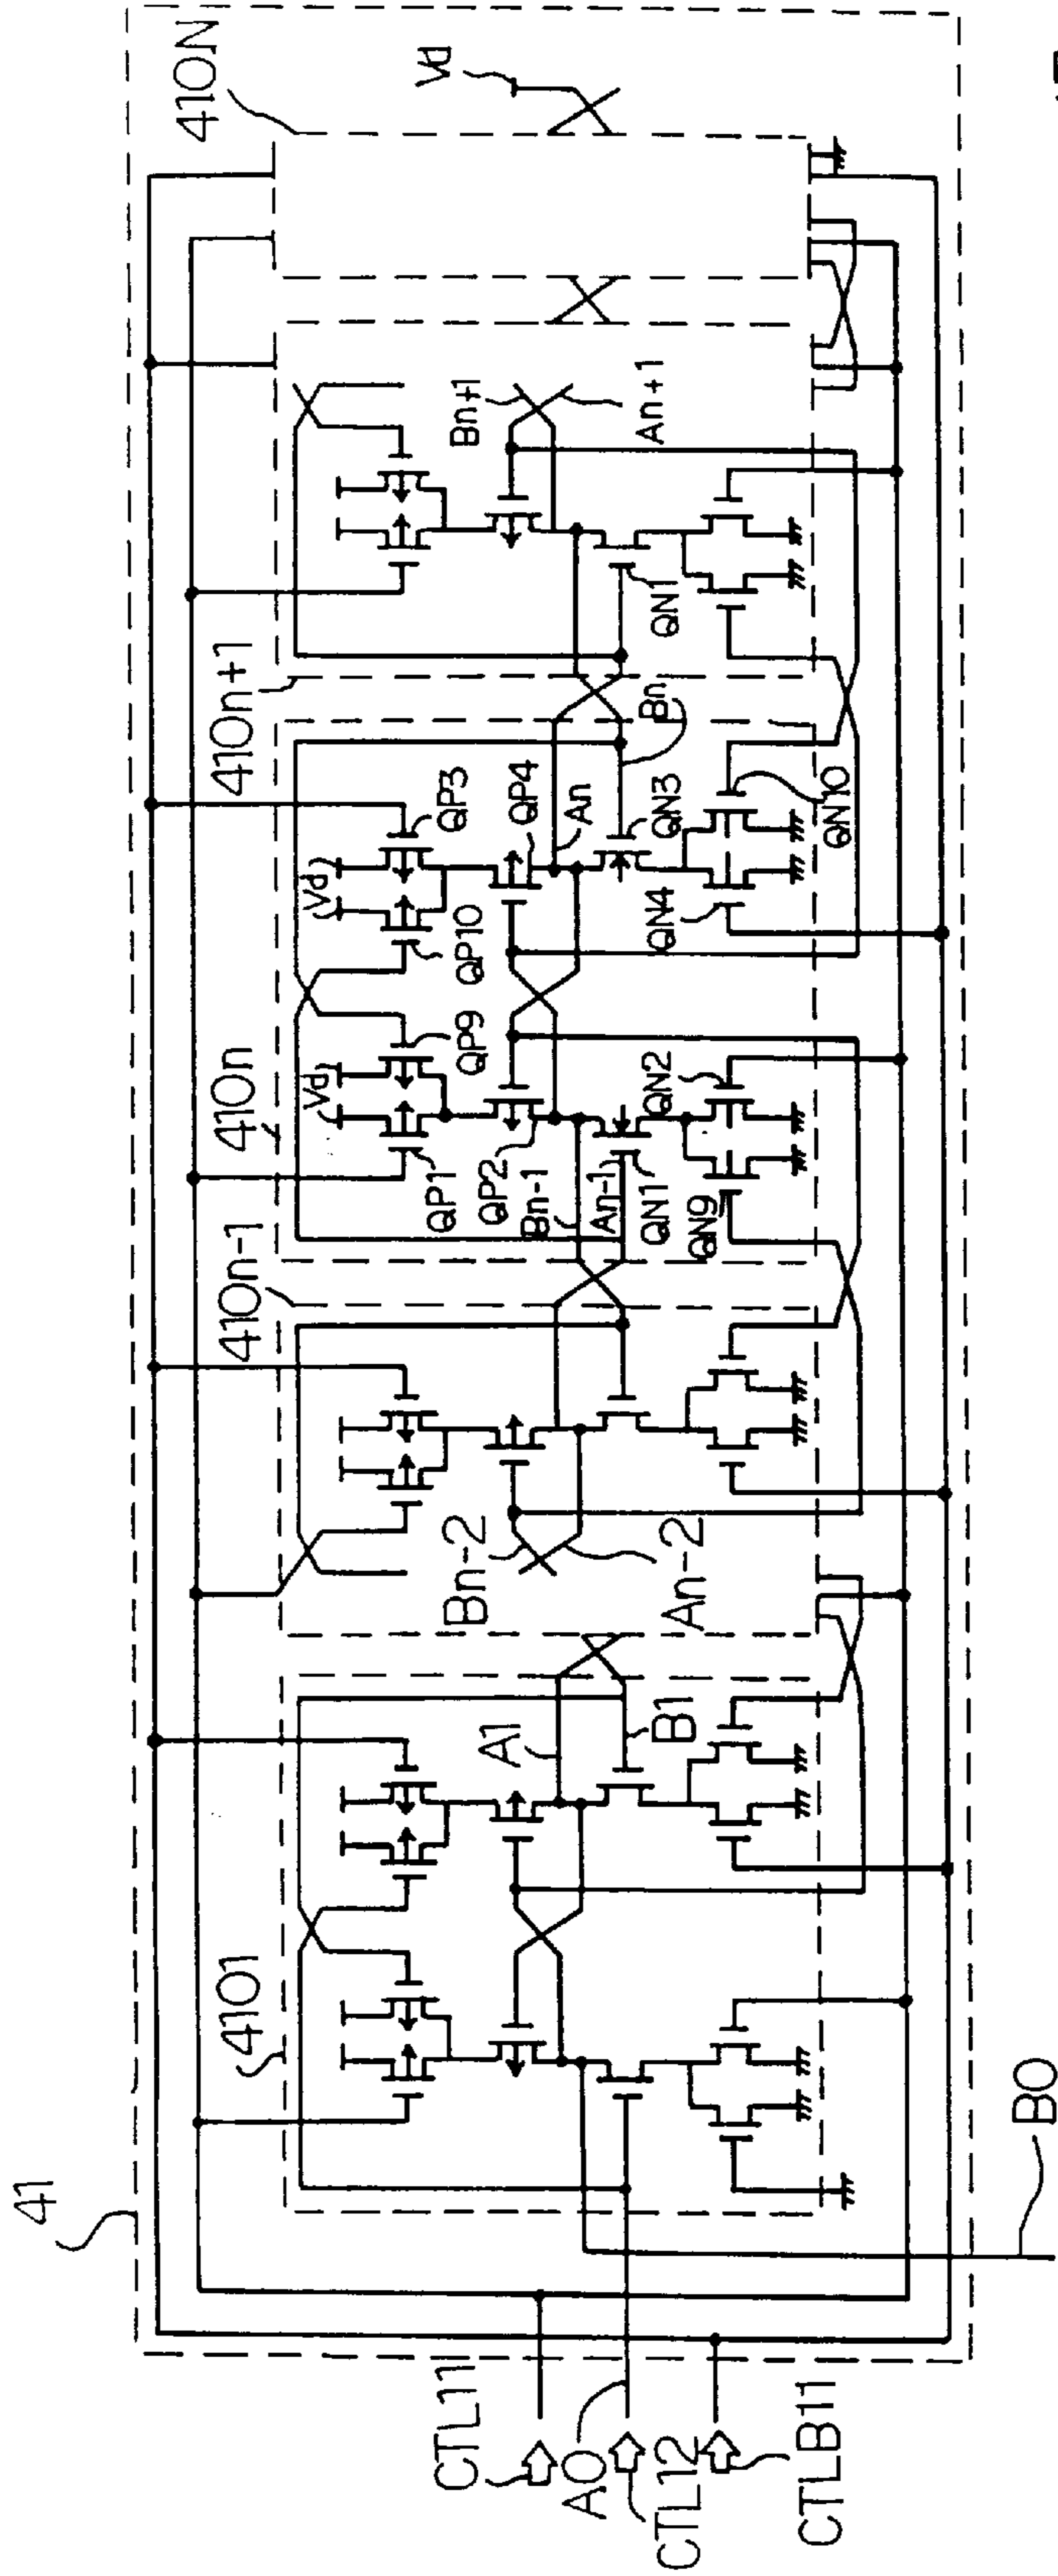 41
4101
410n-1
410n
410n+1
410N
Vd
Vd
Vd
QP1
QP9
QP10
QP3
QP2
QP4
Bn-1
An-1
QN1'
QN9
QN2
An
QN3
Bn
QN4
QN10
Bn+1
An+1
QN1
Bn-2
An-2
A1
B1
CTL11
A0
CTL12
CTLB11
B0